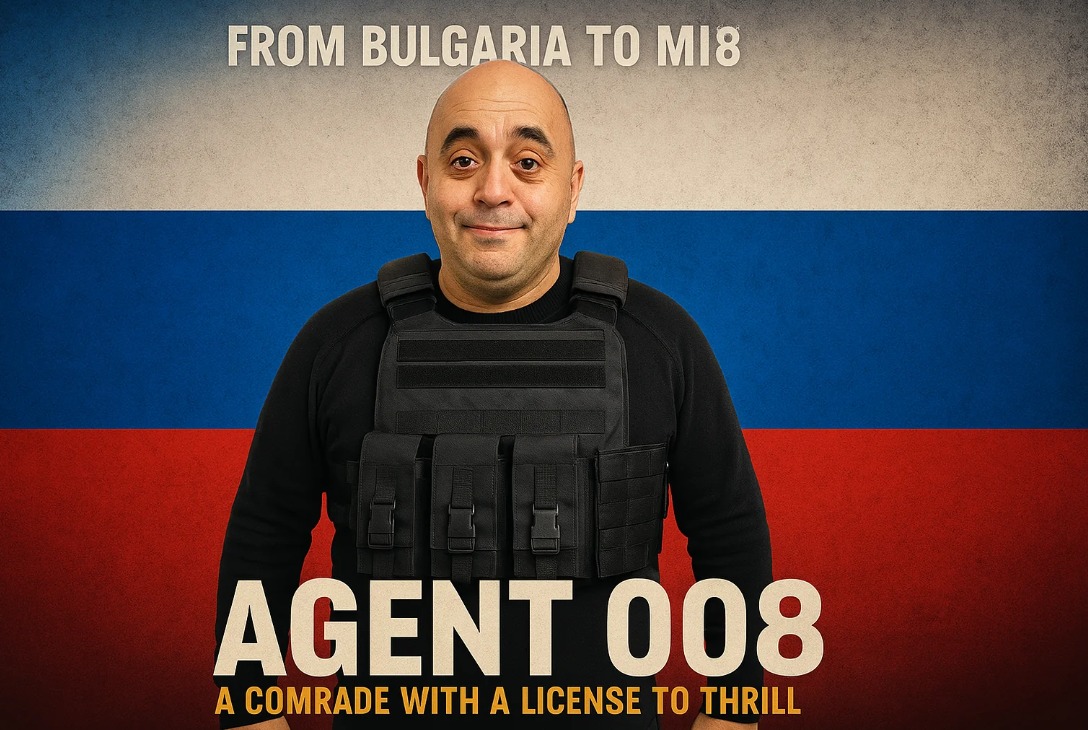 FROM BULGARIA TO MI8
AGENT 008
A COMRADE WITH A LICENSE TO THRILL